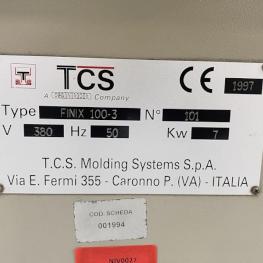 TCS
A Company
CE 1997
Type FINIX 100-3 N° 101
V 380 Hz 50 Kw 7
T.C.S. Molding Systems S.p.A.
Via E. Fermi 355 - Caronno P. (VA) - ITALIA
COD. SCHEDA
001994
NIV0027